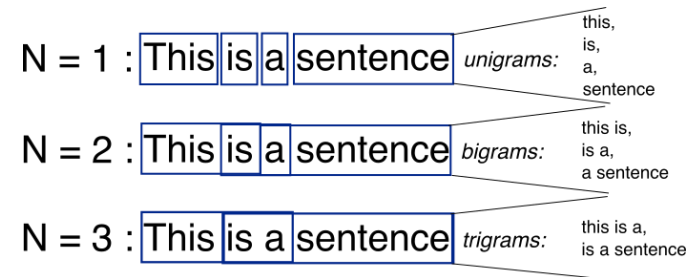 N = 1 : This is a sentence unigrams:
this,
is,
a,
sentence
N = 2 : This is a sentence bigrams:
this is,
is a,
a sentence
N = 3 : This is a sentence trigrams:
this is a,
is a sentence